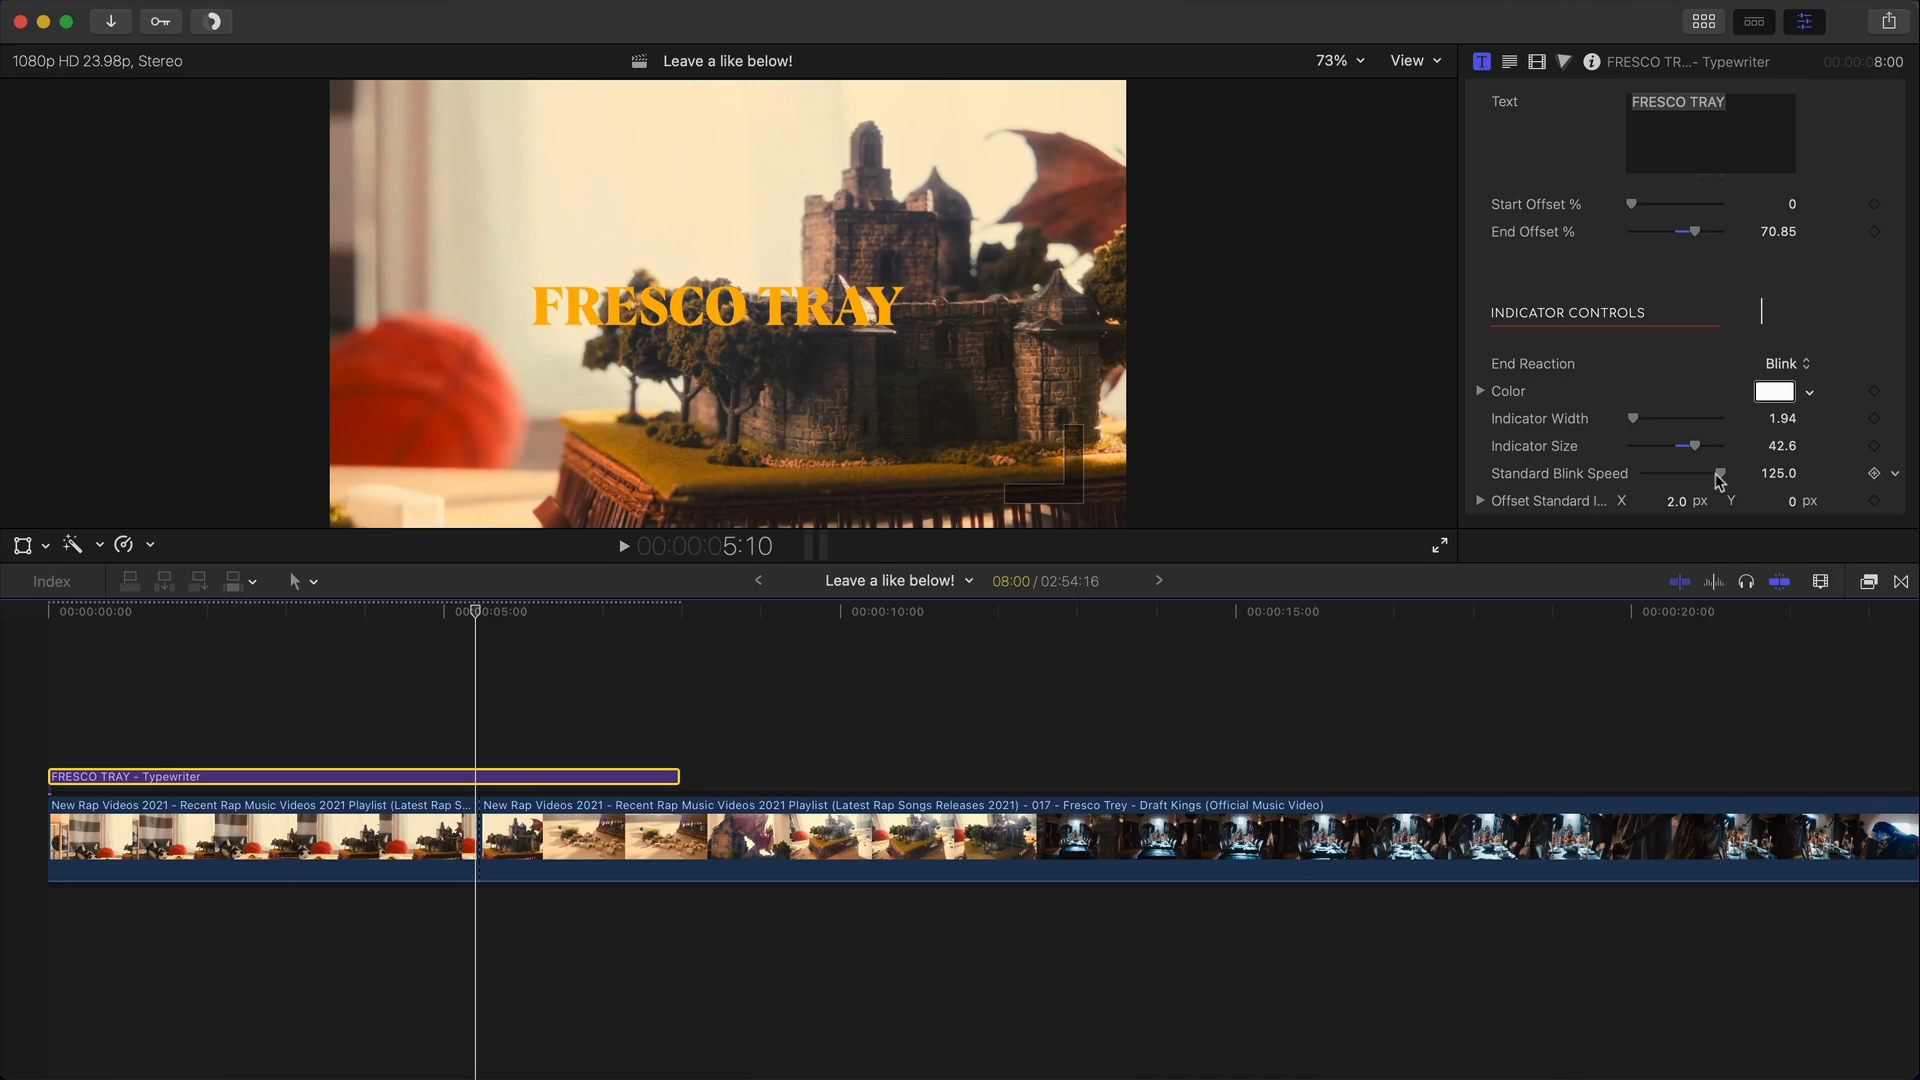 1080p HD 23.98p, Stereo
Leave a like below!
73%
View
T
FRESCO TR...- Typewriter
00:00:08:00
Text
FRESCO TRAY
Start Offset %
0
End Offset %
70.85
INDICATOR CONTROLS
End Reaction
Blink
Color
Indicator Width
1.94
Indicator Size
42.6
Standard Blink Speed
125.0
Offset Standard I...
X
2.0 px
Y
0 px
FRESCO TRAY
00:00:05:10
Index
Leave a like below!
08:00 / 02:54:16
00:00:00:00
00:00:05:00
00:00:10:00
00:00:15:00
00:00:20:00
FRESCO TRAY - Typewriter
New Rap Videos 2021 - Recent Rap Music Videos 2021 Playlist (Latest Rap S...
New Rap Videos 2021 - Recent Rap Music Videos 2021 Playlist (Latest Rap Songs Releases 2021) - 017 - Fresco Trey - Draft Kings (Official Music Video)